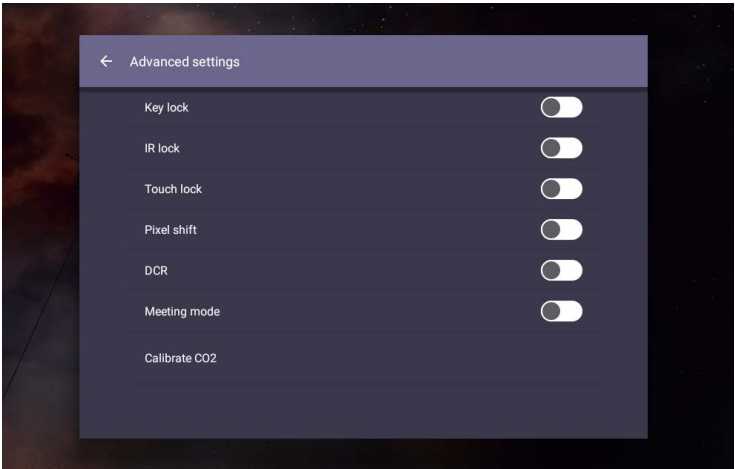 Advanced settings
Key lock
IR lock
Touch lock
Pixel shift
DCR
Meeting mode
Calibrate CO2